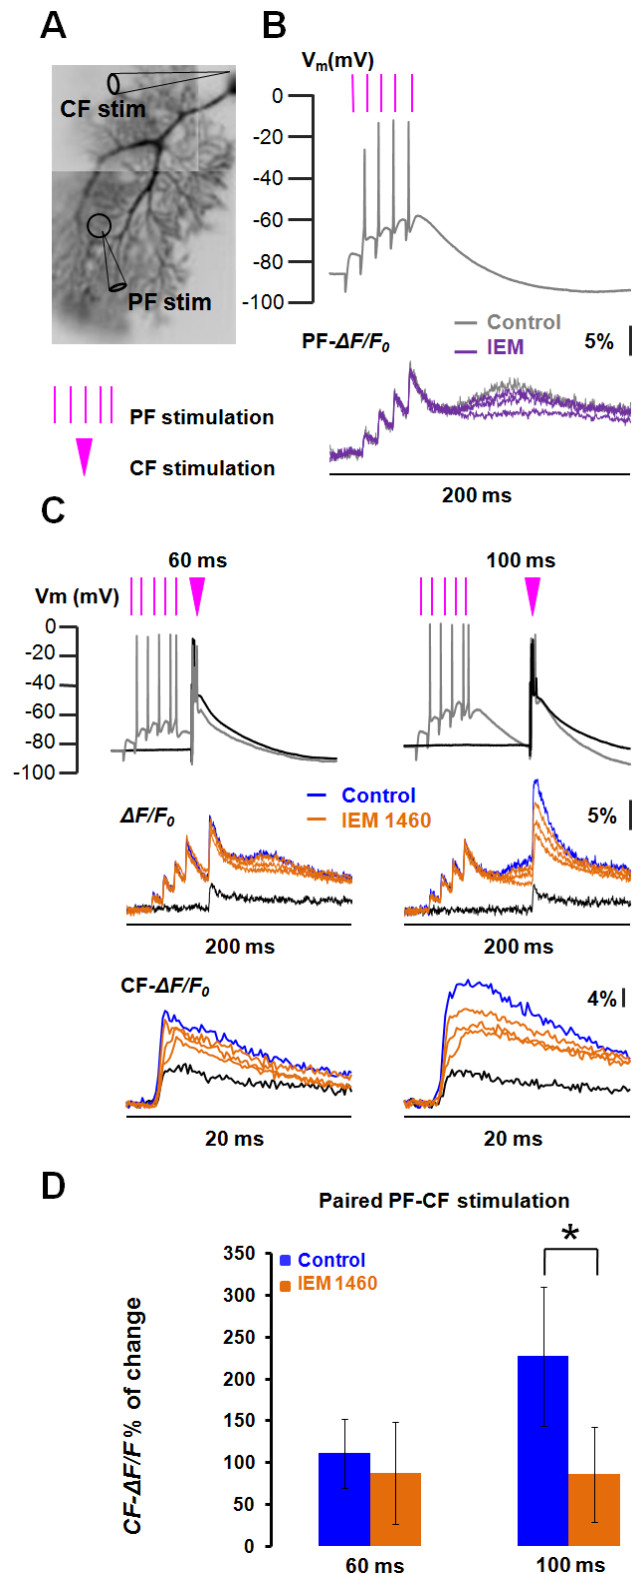 A
CF stim
PF stim
PF stimulation
CF stimulation
B
Vm(mV)
0
-20
-40
-60
-80
-100
Control
PF-ΔF/F0
IEM
5%
200 ms
C
60 ms
100 ms
Vm (mV)
0
-20
-40
-60
-80
-100
Control
ΔF/F0
IEM 1460
5%
200 ms
200 ms
CF-ΔF/F0
4%
20 ms
20 ms
D
Paired PF-CF stimulation
350
300
250
200
150
100
50
0
CF-ΔF/F % of change
Control
IEM 1460
*
60 ms
100 ms